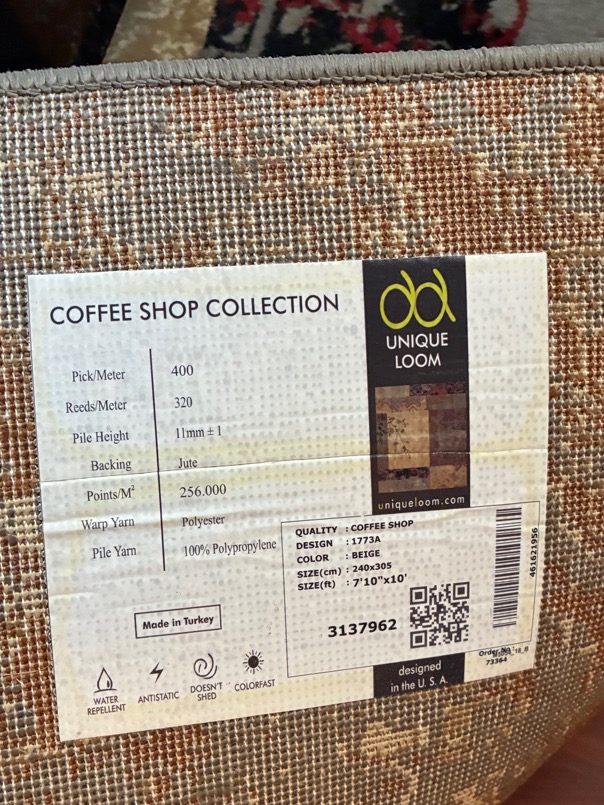 COFFEE SHOP COLLECTION
Pick/Meter 400
Reeds/Meter 320
Pile Height 11mm ± 1
Backing Jute
Points/M² 256.000
Warp Yarn Polyester
Pile Yarn 100% Polypropylene
Made in Turkey
WATER REPELLENT
ANTISTATIC
DOESN'T SHED
COLORFAST
UNIQUE
LOOM
uniqueloom.com
QUALITY : COFFEE SHOP
DESIGN : 1773A
COLOR : BEIGE
SIZE(cm) : 240x305
SIZE(ft) : 7'10"x10'
3137962
461621956
Order No :
73364
designed
in the U. S. A.